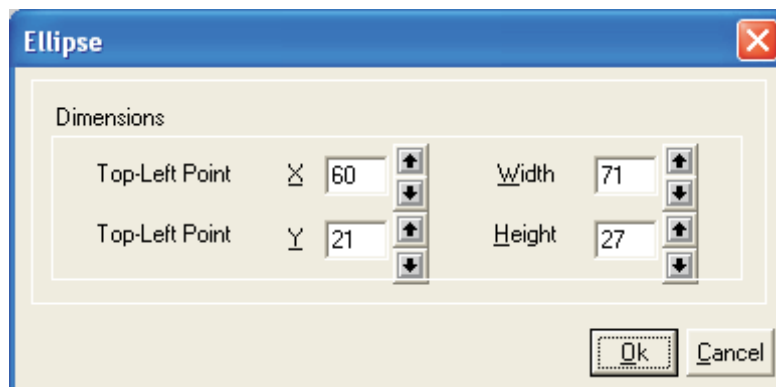 Ellipse
Dimensions
Top-Left Point X 60 Width 71
Top-Left Point Y 21 Height 27
Ok Cancel